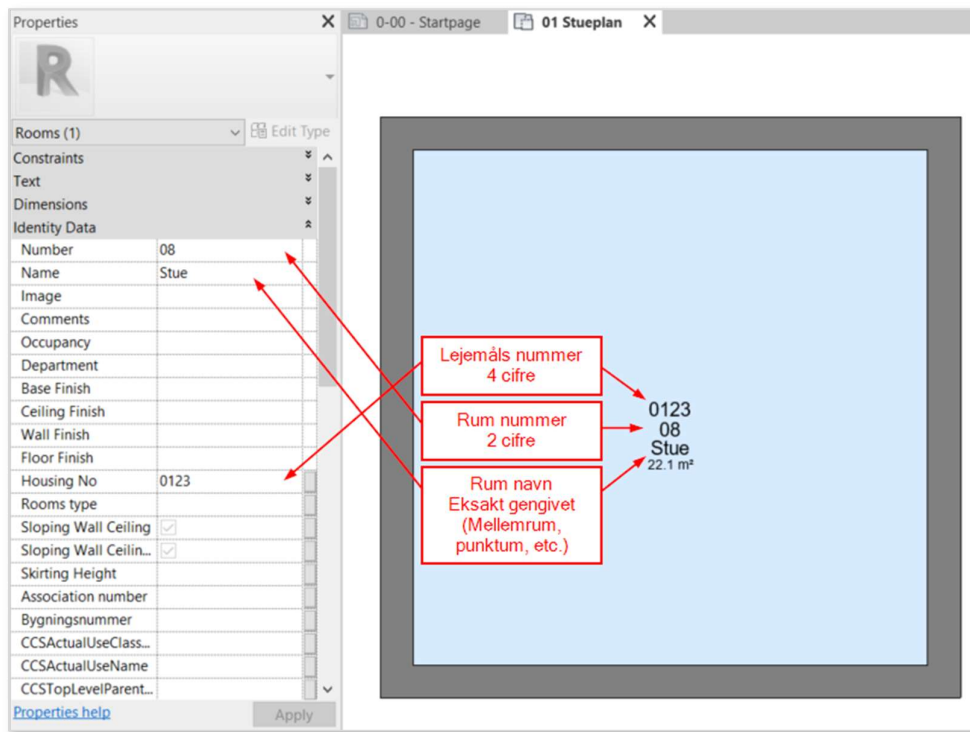 Properties
Rooms (1)
Edit Type
Constraints
Text
Dimensions
Identity Data
Number 08
Name Stue
Image
Comments
Occupancy
Department
Base Finish
Ceiling Finish
Wall Finish
Floor Finish
Housing No 0123
Rooms type
Sloping Wall Ceiling
Sloping Wall Ceilin...
Skirting Height
Association number
Bygningsnummer
CCSActualUseClass...
CCSActualUseName
CCSTopLevelParent...
Properties help
Apply
0-00 - Startpage
01 Stueplan
Lejemåls nummer
4 cifre
Rum nummer
2 cifre
Rum navn
Eksakt gengivet
(Mellemrum,
punktum, etc.)
0123
08
Stue
22.1 m²